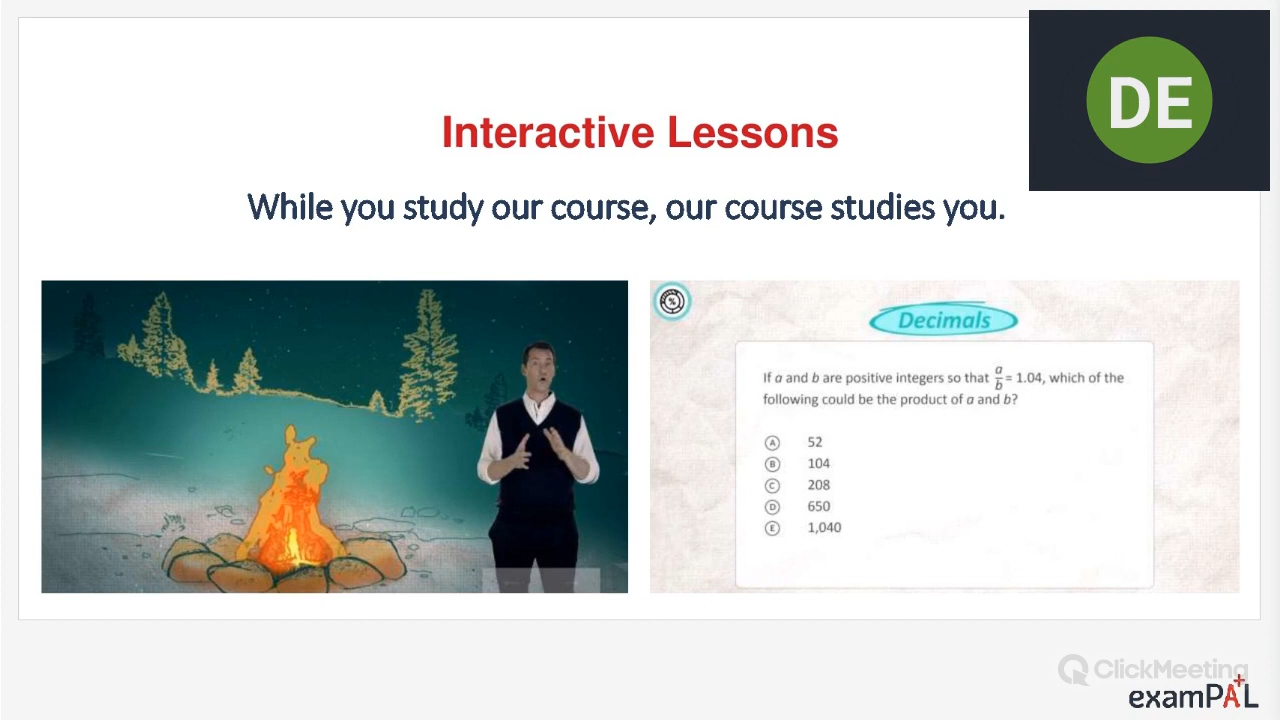 DE
Interactive Lessons
While you study our course, our course studies you.
%
Decimals
If a and b are positive integers so that a/b = 1.04, which of the
following could be the product of a and b?
A 52
B 104
C 208
D 650
E 1,040
ClickMeeting
examPAL